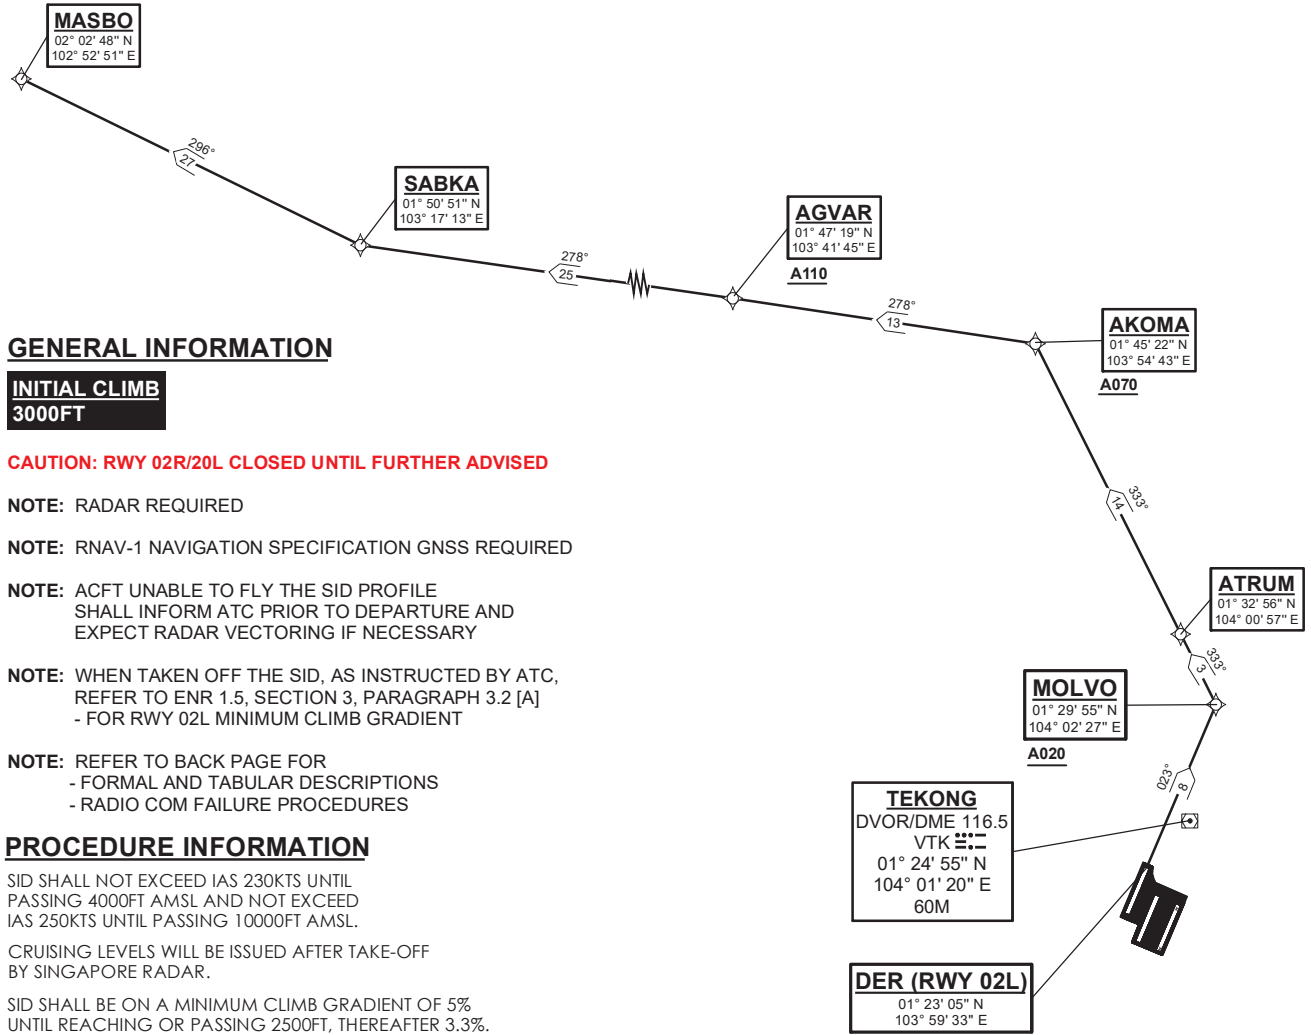 MASBO
02° 02' 48" N
102° 52' 51" E
296°
27
SABKA
01° 50' 51" N
103° 17' 13" E
278°
25
AGVAR
01° 47' 19" N
103° 41' 45" E
A110
278°
13
AKOMA
01° 45' 22" N
103° 54' 43" E
A070
333°
14
ATRUM
01° 32' 56" N
104° 00' 57" E
333°
3
MOLVO
01° 29' 55" N
104° 02' 27" E
A020
023°
8
TEKONG
DVOR/DME 116.5
VTK
01° 24' 55" N
104° 01' 20" E
60M
DER (RWY 02L)
01° 23' 05" N
103° 59' 33" E
GENERAL INFORMATION
INITIAL CLIMB
3000FT
CAUTION: RWY 02R/20L CLOSED UNTIL FURTHER ADVISED
NOTE: RADAR REQUIRED
NOTE: RNAV-1 NAVIGATION SPECIFICATION GNSS REQUIRED
NOTE: ACFT UNABLE TO FLY THE SID PROFILE
SHALL INFORM ATC PRIOR TO DEPARTURE AND
EXPECT RADAR VECTORING IF NECESSARY
NOTE: WHEN TAKEN OFF THE SID, AS INSTRUCTED BY ATC,
REFER TO ENR 1.5, SECTION 3, PARAGRAPH 3.2 [A]
- FOR RWY 02L MINIMUM CLIMB GRADIENT
NOTE: REFER TO BACK PAGE FOR
- FORMAL AND TABULAR DESCRIPTIONS
- RADIO COM FAILURE PROCEDURES
PROCEDURE INFORMATION
SID SHALL NOT EXCEED IAS 230KTS UNTIL
PASSING 4000FT AMSL AND NOT EXCEED
IAS 250KTS UNTIL PASSING 10000FT AMSL.
CRUISING LEVELS WILL BE ISSUED AFTER TAKE-OFF
BY SINGAPORE RADAR.
SID SHALL BE ON A MINIMUM CLIMB GRADIENT OF 5%
UNTIL REACHING OR PASSING 2500FT, THEREAFTER 3.3%.